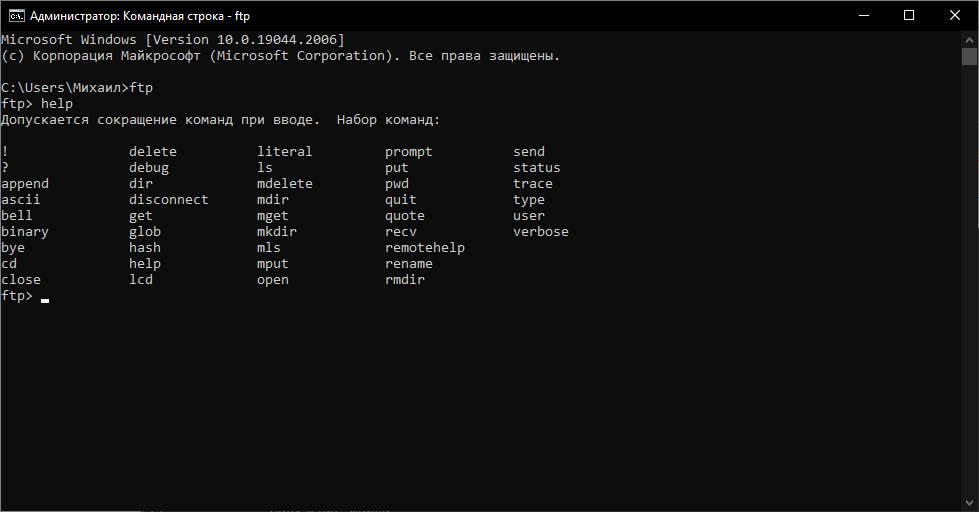 Администратор: Командная строка - ftp
Microsoft Windows [Version 10.0.19044.2006]
(c) Корпорация Майкрософт (Microsoft Corporation). Все права защищены.
C:\Users\Михаил>ftp
ftp> help
Допускается сокращение команд при вводе.  Набор команд:
! delete literal prompt send
? debug ls put status
append dir mdelete pwd trace
ascii disconnect mdir quit type
bell get mget quote user
binary glob mkdir recv verbose
bye hash mls remotehelp
cd help mput rename
close lcd open rmdir
ftp>